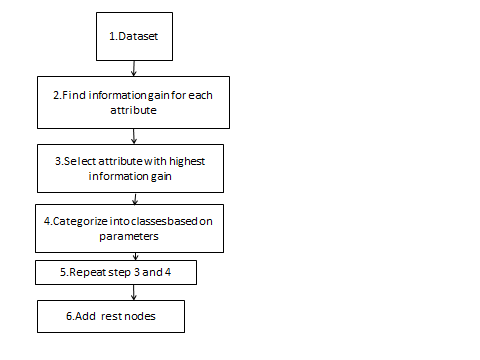 1.Dataset
2.Find information gain for each
attribute
3.Select attribute with highest
information gain
4.Categorize into classes based on
parameters
5.Repeat step 3 and 4
6.Add rest nodes